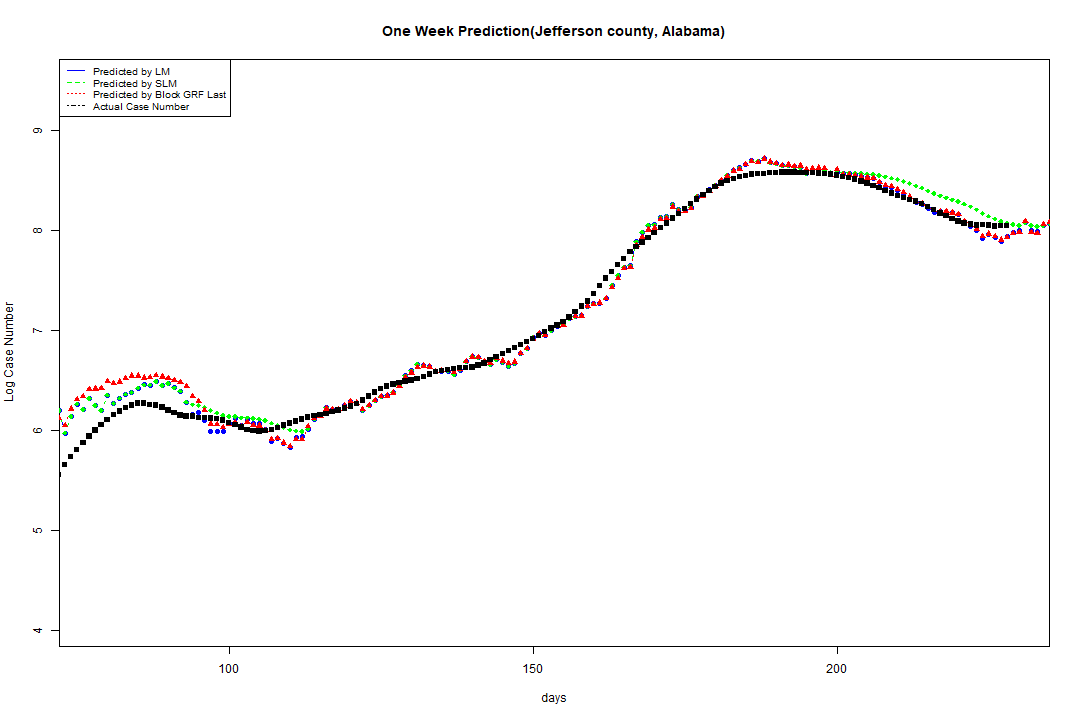 One Week Prediction(Jefferson county, Alabama)
Predicted by LM
Predicted by SLM
Predicted by Block GRF Last
Actual Case Number
9
8
7
6
5
4
Log Case Number
100 150 200
days